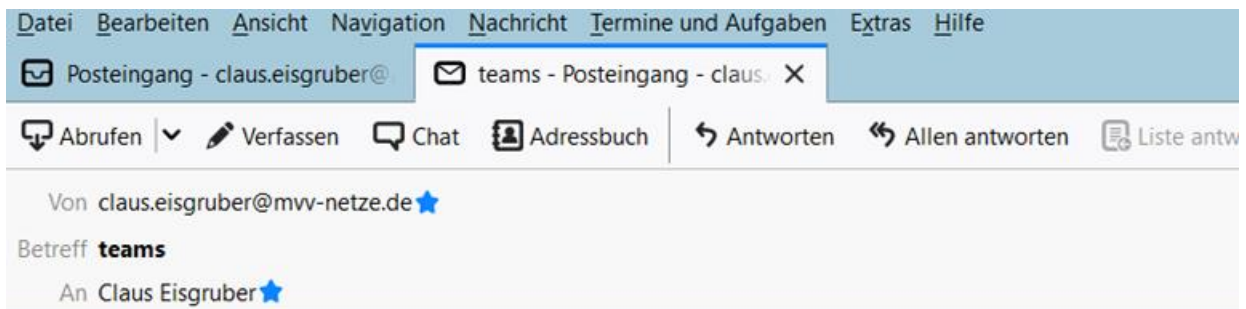 Datei Bearbeiten Ansicht Navigation Nachricht Termine und Aufgaben Extras Hilfe
Posteingang - claus.eisgruber@ teams - Posteingang - claus.
Abrufen Verfassen Chat Adressbuch Antworten Allen antworten Liste antw
Von claus.eisgruber@mvv-netze.de
Betreff teams
An Claus Eisgruber